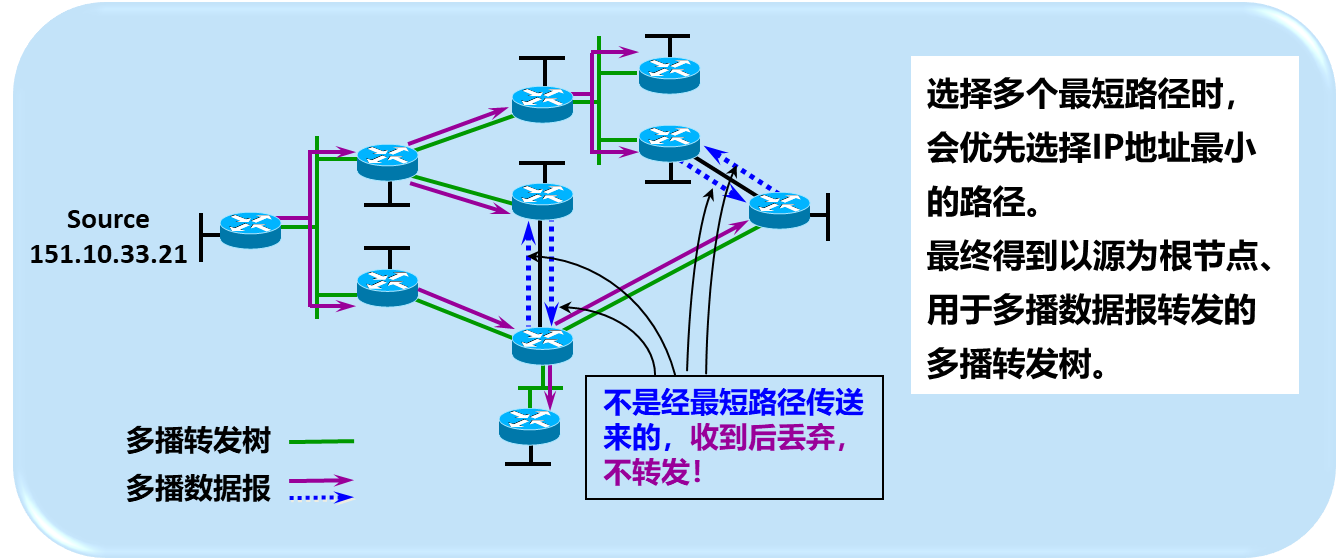 选择多个最短路径时，
会优先选择IP地址最小
的路径。
最终得到以源为根节点、
用于多播数据报转发的
多播转发树。
Source
151.10.33.21
不是经最短路径传送
来的，收到后丢弃，
不转发！
多播转发树
多播数据报